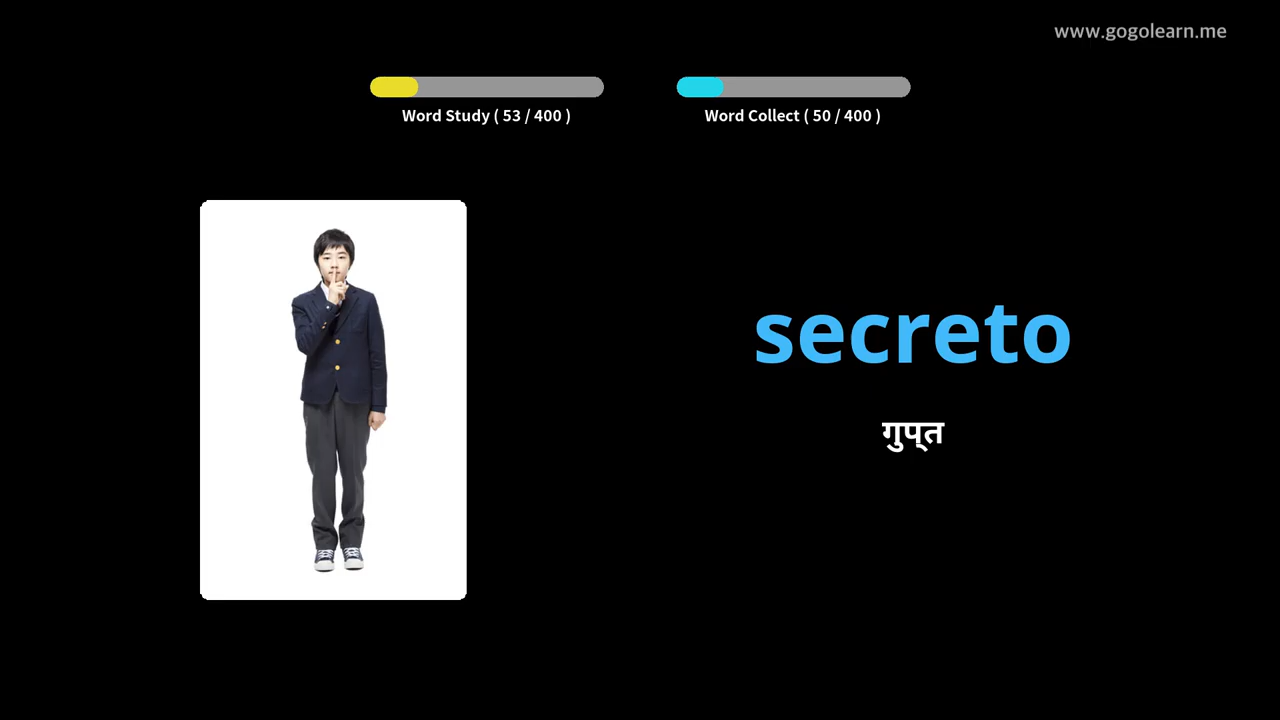 www.gogolearn.me
Word Study ( 53 / 400 )
Word Collect ( 50 / 400 )
secreto
गुप्त